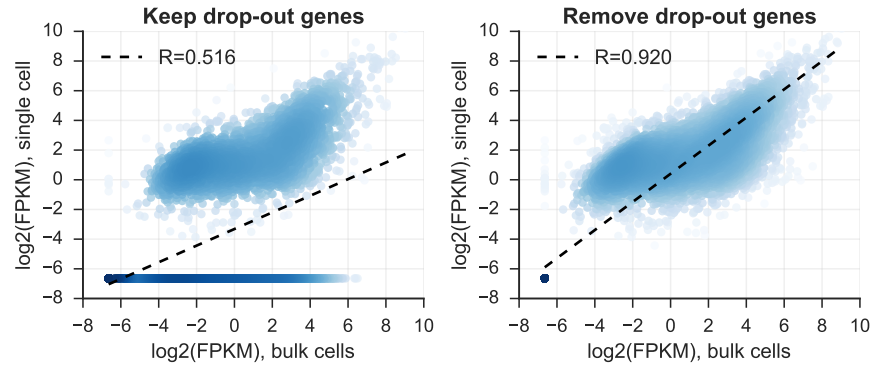 Keep drop-out genes
R=0.516
log2(FPKM), single cell
10
8
6
4
2
0
−2
−4
−6
−8
−8 −6 −4 −2 0 2 4 6 8 10
log2(FPKM), bulk cells
Remove drop-out genes
R=0.920
log2(FPKM), single cell
10
8
6
4
2
0
−2
−4
−6
−8
−8 −6 −4 −2 0 2 4 6 8 10
log2(FPKM), bulk cells